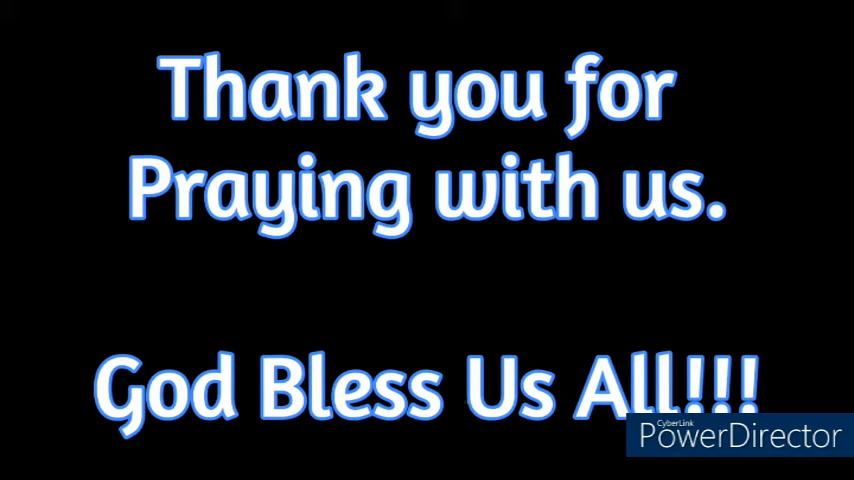 Thank you for
Praying with us.
God Bless Us All!!!
CyberLink
PowerDirector